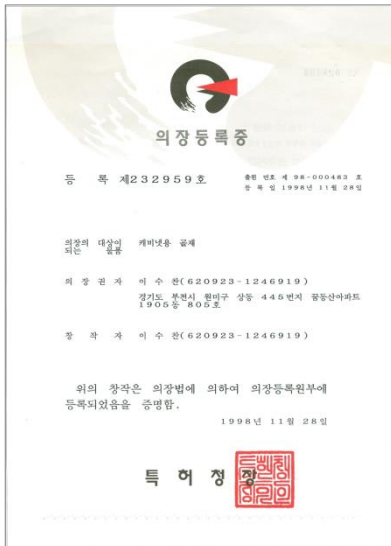 의장등록증
등 록 제232959호
출원 번호 제 98-000483 호
등 록 일 1998년 11월 28일
의장의 대상이 캐비넷용 골재
되는 물품
의 장 권 자 이 수 찬(620923-1246919)
경기도 부천시 원미구 상동 445번지 꿀동산아파트
1905동 805호
창 작 자 이 수 찬(620923-1246919)
위의 창작은 의장법에 의하여 의장등록원부에
등록되었음을 증명함.
1998년 11월 28일
특 허 청 장